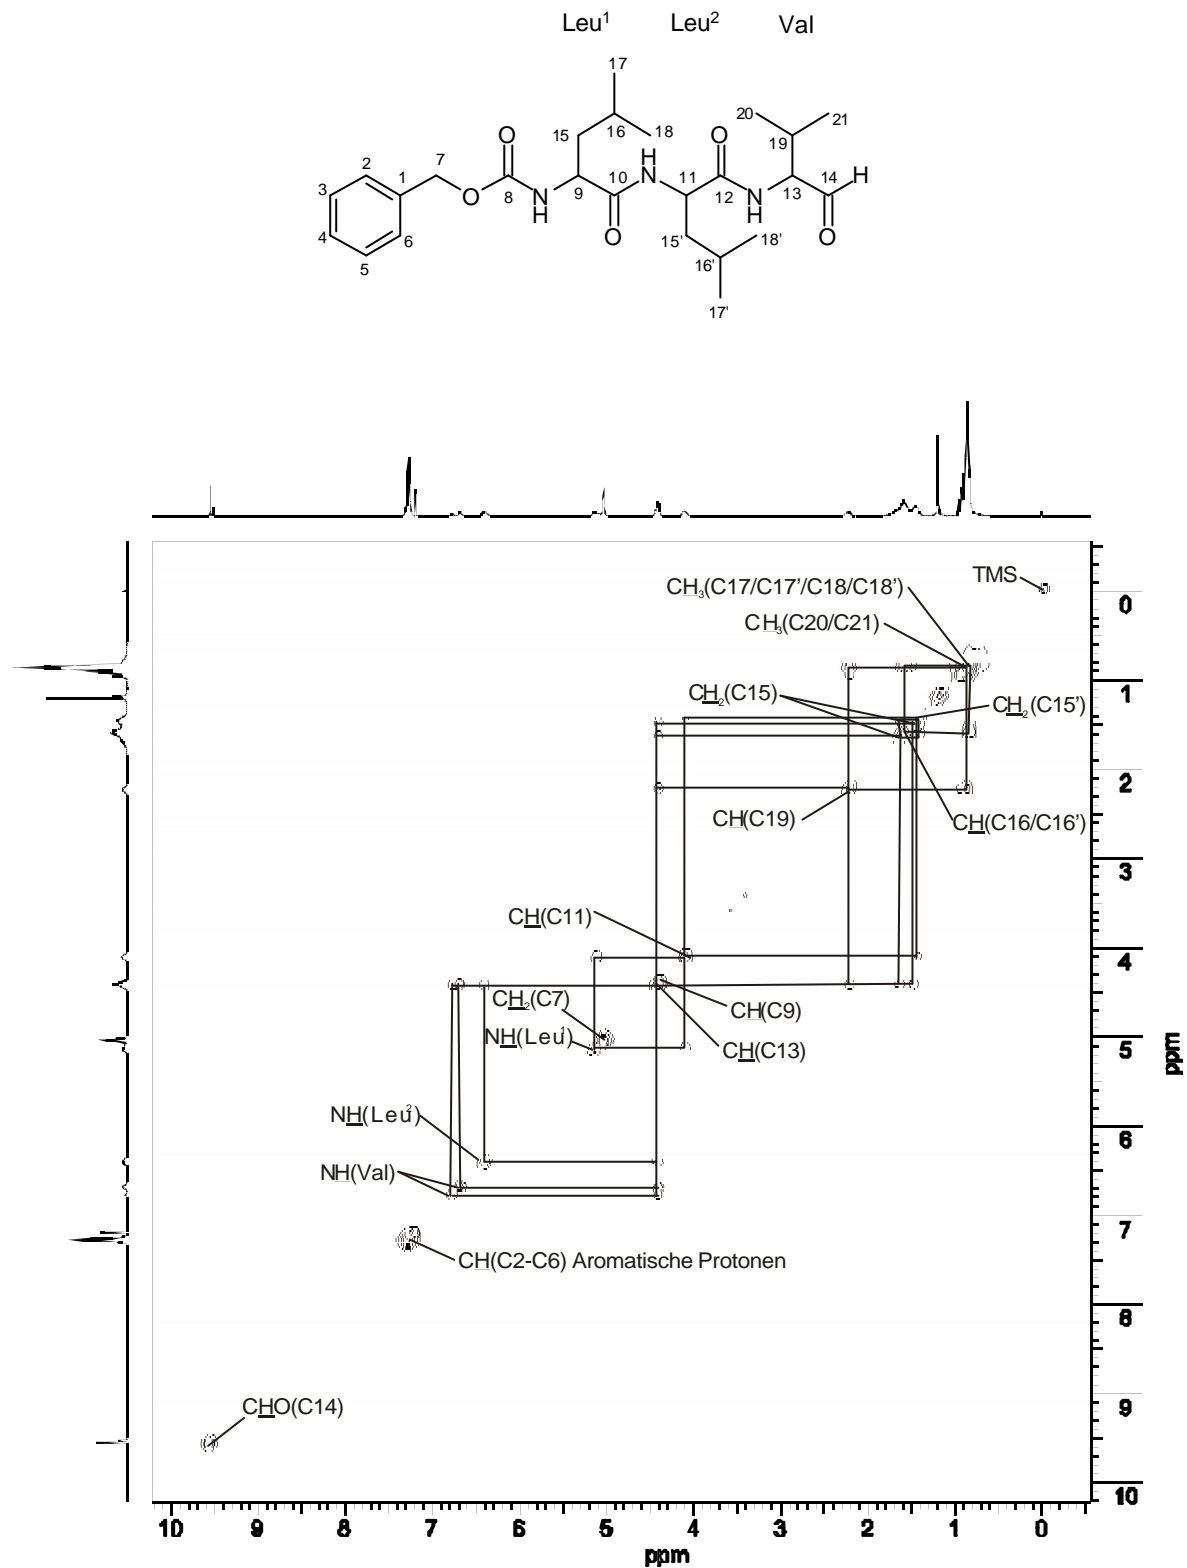 Leu¹ Leu² Val
17
20 21
15 16 18 O H O 19
7
2 O 10 N 11 14 H
1 8 9 12 13
3 O N N
H H
4 6 O 15' 18' O
5 16'
17'
TMS
CH₃(C17/C17'/C18/C18')
0
CH₃(C20/C21)
1
CH₂(C15)
CH₂(C15')
2
CH(C19) CH(C16/C16')
3
CH(C11)
4
CH₂(C7) CH(C9)
NH(Leu¹) CH(C13)
5
ppm
NH(Leu²)
6
NH(Val)
7
CH(C2-C6) Aromatische Protonen
8
9
CHO(C14)
10
10 9 8 7 6 5 4 3 2 1 0
ppm